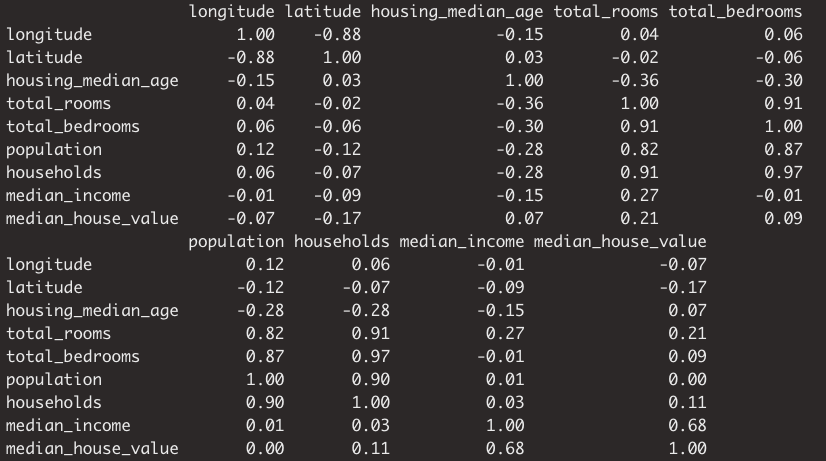 longitude latitude housing_median_age total_rooms total_bedrooms
longitude 1.00 -0.88 -0.15 0.04 0.06
latitude -0.88 1.00 0.03 -0.02 -0.06
housing_median_age -0.15 0.03 1.00 -0.36 -0.30
total_rooms 0.04 -0.02 -0.36 1.00 0.91
total_bedrooms 0.06 -0.06 -0.30 0.91 1.00
population 0.12 -0.12 -0.28 0.82 0.87
households 0.06 -0.07 -0.28 0.91 0.97
median_income -0.01 -0.09 -0.15 0.27 -0.01
median_house_value -0.07 -0.17 0.07 0.21 0.09
population households median_income median_house_value
longitude 0.12 0.06 -0.01 -0.07
latitude -0.12 -0.07 -0.09 -0.17
housing_median_age -0.28 -0.28 -0.15 0.07
total_rooms 0.82 0.91 0.27 0.21
total_bedrooms 0.87 0.97 -0.01 0.09
population 1.00 0.90 0.01 0.00
households 0.90 1.00 0.03 0.11
median_income 0.01 0.03 1.00 0.68
median_house_value 0.00 0.11 0.68 1.00